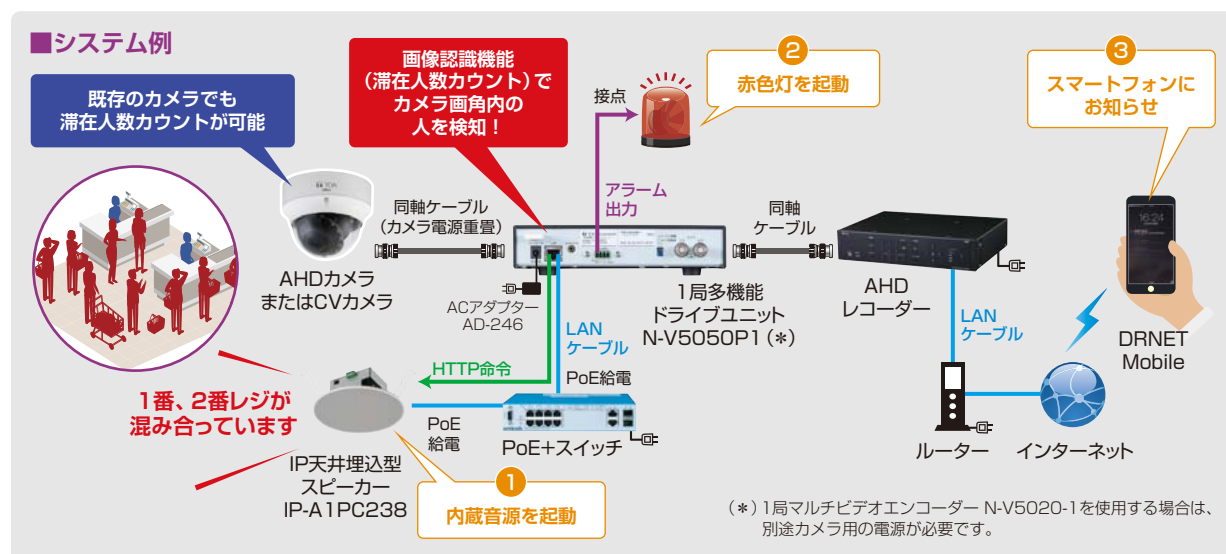 ■システム例
既存のカメラでも
滞在人数カウントが可能
画像認識機能
（滞在人数カウント）で
カメラ画角内の
人を検知！
接点
②
赤色灯を起動
③
スマートフォンに
お知らせ
アラーム
出力
同軸ケーブル
（カメラ電源重畳）
同軸
ケーブル
TOA
16:24
AHDカメラ
またはCVカメラ
ACアダプター
AD-246
1局多機能
ドライブユニット
N-V5050P1（＊）
AHD
レコーダー
LAN
ケーブル
LAN
ケーブル
DRNET
Mobile
HTTP命令
PoE給電
1番、2番レジが
混み合っています
PoE
給電
PoE+スイッチ
ルーター
インターネット
IP天井埋込型
スピーカー
IP-A1PC238
①
内蔵音源を起動
（＊）1局マルチビデオエンコーダー N-V5020-1を使用する場合は、
別途カメラ用の電源が必要です。